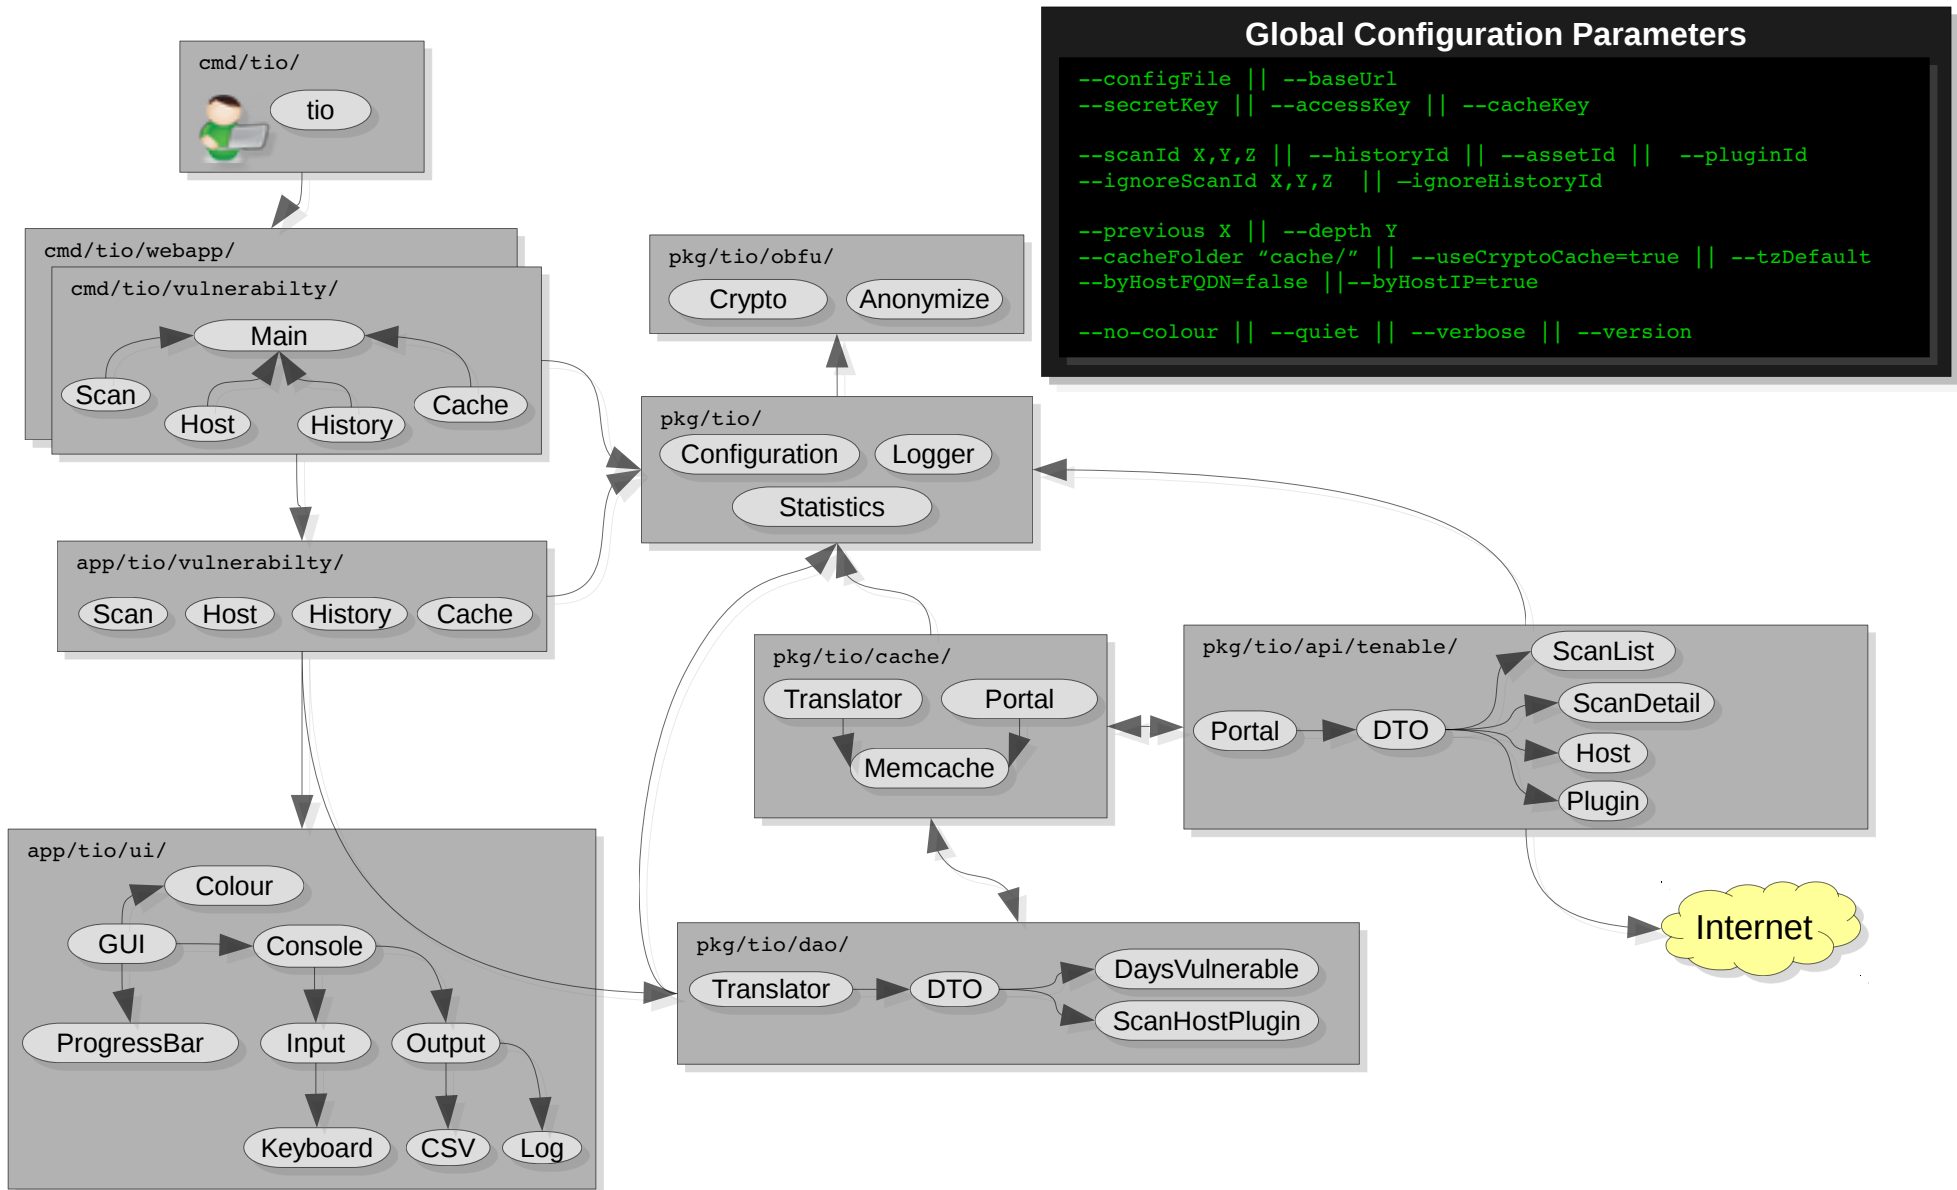 Global Configuration Parameters
--configFile || --baseUrl
--secretKey || --accessKey || --cacheKey
--scanId X,Y,Z || --historyId || --assetId ||  --pluginId
--ignoreScanId X,Y,Z  || –ignoreHistoryId
--previous X || --depth Y
--cacheFolder “cache/” || --useCryptoCache=true || --tzDefault
--byHostFQDN=false ||--byHostIP=true
--no-colour || --quiet || --verbose || --version
cmd/tio/
tio
cmd/tio/webapp/
cmd/tio/vulnerabilty/
Main
Scan
Host
History
Cache
pkg/tio/obfu/
Crypto
Anonymize
pkg/tio/
Configuration
Logger
Statistics
app/tio/vulnerabilty/
Scan
Host
History
Cache
pkg/tio/cache/
Translator
Portal
Memcache
pkg/tio/api/tenable/
Portal
DTO
ScanList
ScanDetail
Host
Plugin
app/tio/ui/
Colour
GUI
Console
ProgressBar
Input
Output
Keyboard
CSV
Log
pkg/tio/dao/
Translator
DTO
DaysVulnerable
ScanHostPlugin
Internet